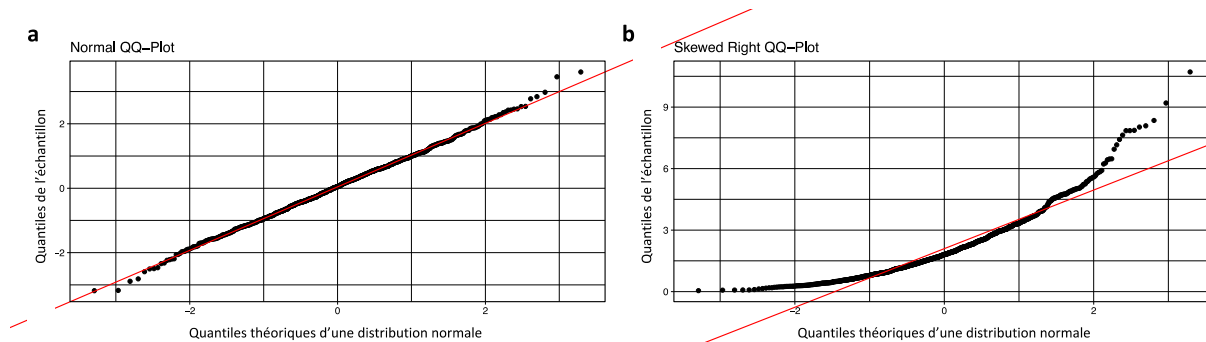 a
Normal QQ−Plot
Quantiles de l’échantillon
2
0
-2
-2
0
2
Quantiles théoriques d’une distribution normale
b
Skewed Right QQ−Plot
Quantiles de l’échantillon
9
6
3
0
-2
0
2
Quantiles théoriques d’une distribution normale